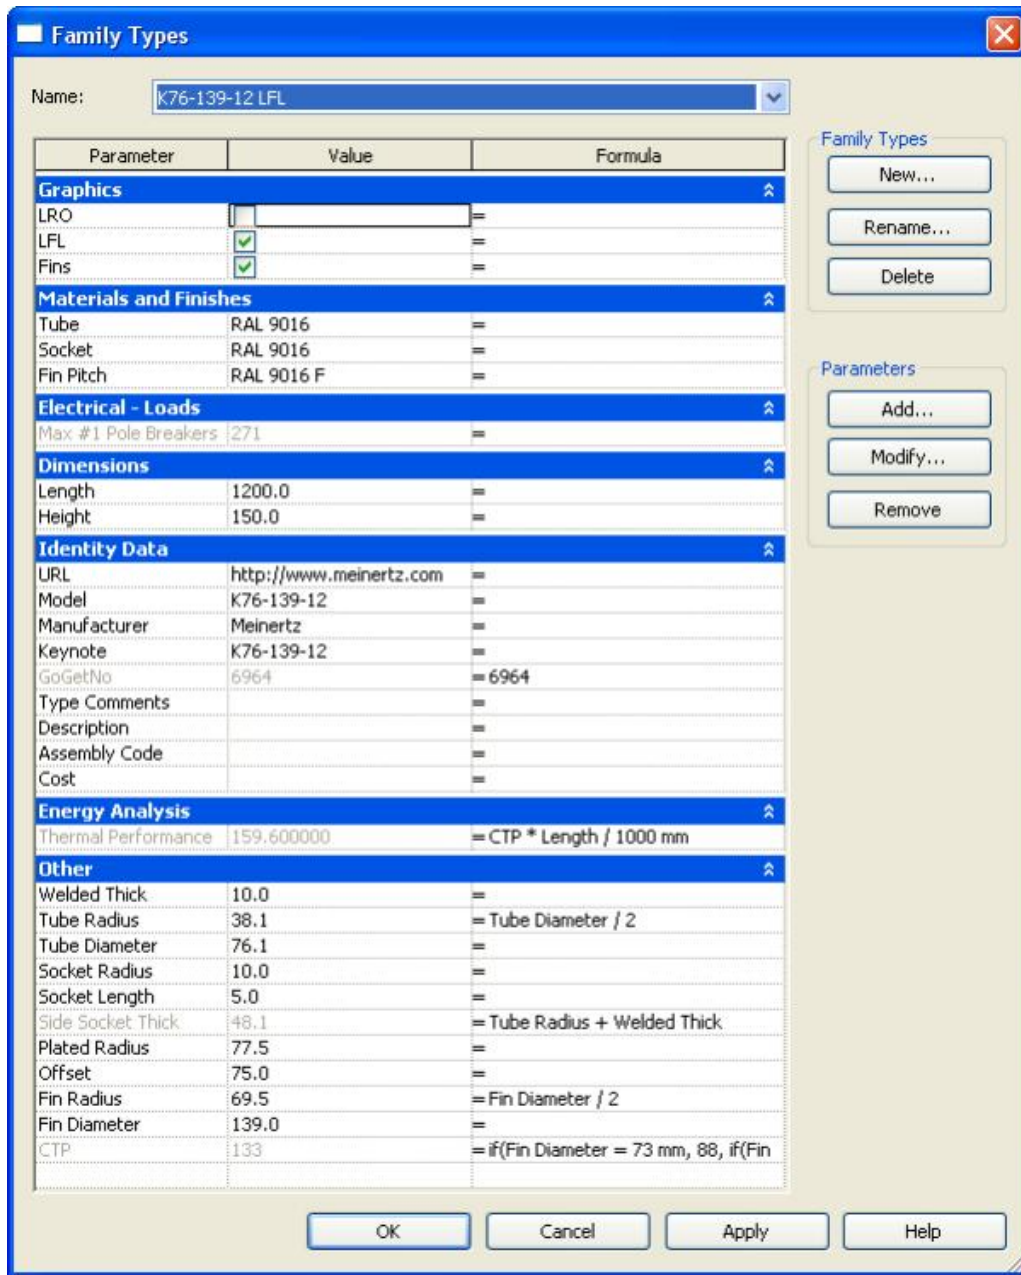 Family Types
Name: K76-139-12 LFL
Parameter Value Formula
Graphics
LRO =
LFL =
Fins =
Materials and Finishes
Tube RAL 9016 =
Socket RAL 9016 =
Fin Pitch RAL 9016 F =
Electrical - Loads
Max #1 Pole Breakers 271 =
Dimensions
Length 1200.0 =
Height 150.0 =
Identity Data
URL http://www.meinertz.com =
Model K76-139-12 =
Manufacturer Meinertz =
Keynote K76-139-12 =
GoGetNo 6964 = 6964
Type Comments =
Description =
Assembly Code =
Cost =
Energy Analysis
Thermal Performance 159.600000 = CTP * Length / 1000 mm
Other
Welded Thick 10.0 =
Tube Radius 38.1 = Tube Diameter / 2
Tube Diameter 76.1 =
Socket Radius 10.0 =
Socket Length 5.0 =
Side Socket Thick 48.1 = Tube Radius + Welded Thick
Plated Radius 77.5 =
Offset 75.0 =
Fin Radius 69.5 = Fin Diameter / 2
Fin Diameter 139.0 =
CTP 133 = if(Fin Diameter = 73 mm, 88, if(Fin
Family Types
New...
Rename...
Delete
Parameters
Add...
Modify...
Remove
OK Cancel Apply Help